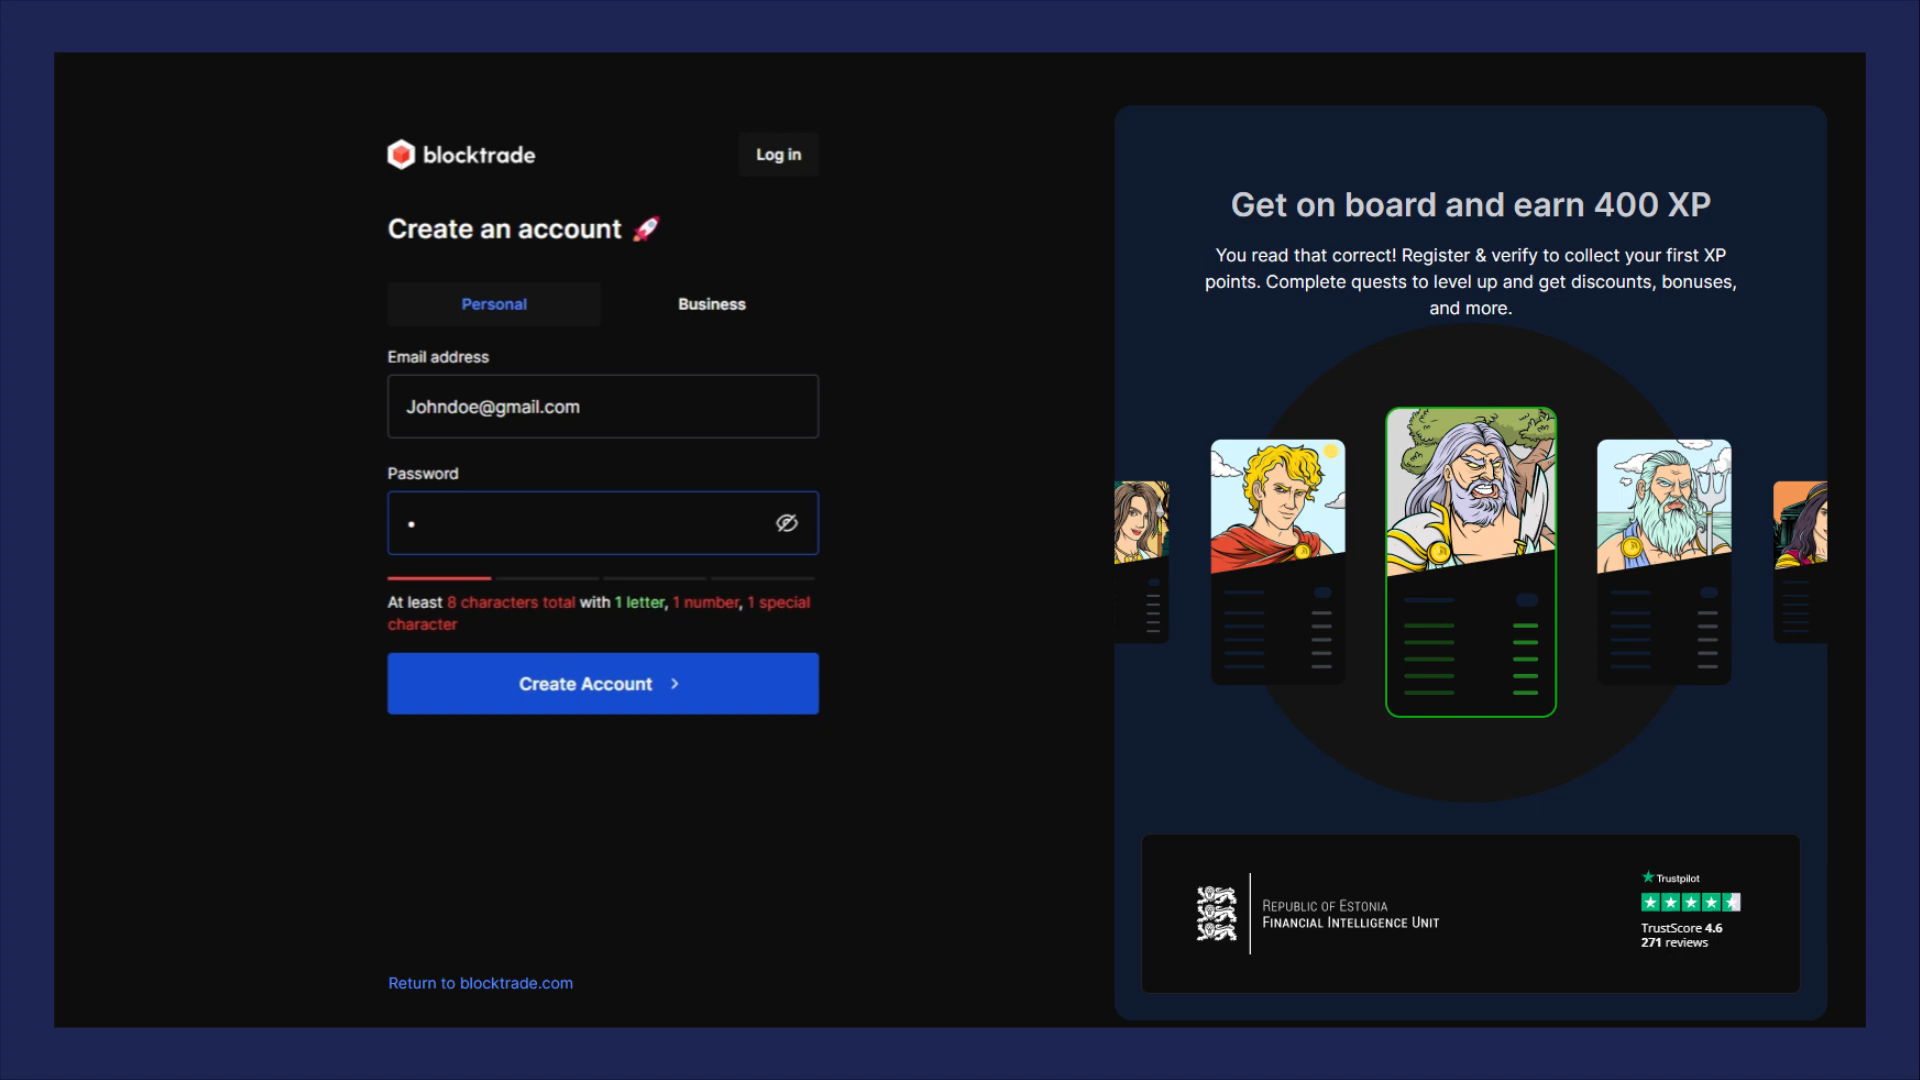 blocktrade
Log in
Create an account
Personal
Business
Email address
Johndoe@gmail.com
Password
At least 8 characters total with 1 letter, 1 number, 1 special
character
Create Account
Return to blocktrade.com
Get on board and earn 400 XP
You read that correct! Register & verify to collect your first XP
points. Complete quests to level up and get discounts, bonuses,
and more.
Republic of Estonia
Financial Intelligence Unit
Trustpilot
TrustScore 4.6
271 reviews